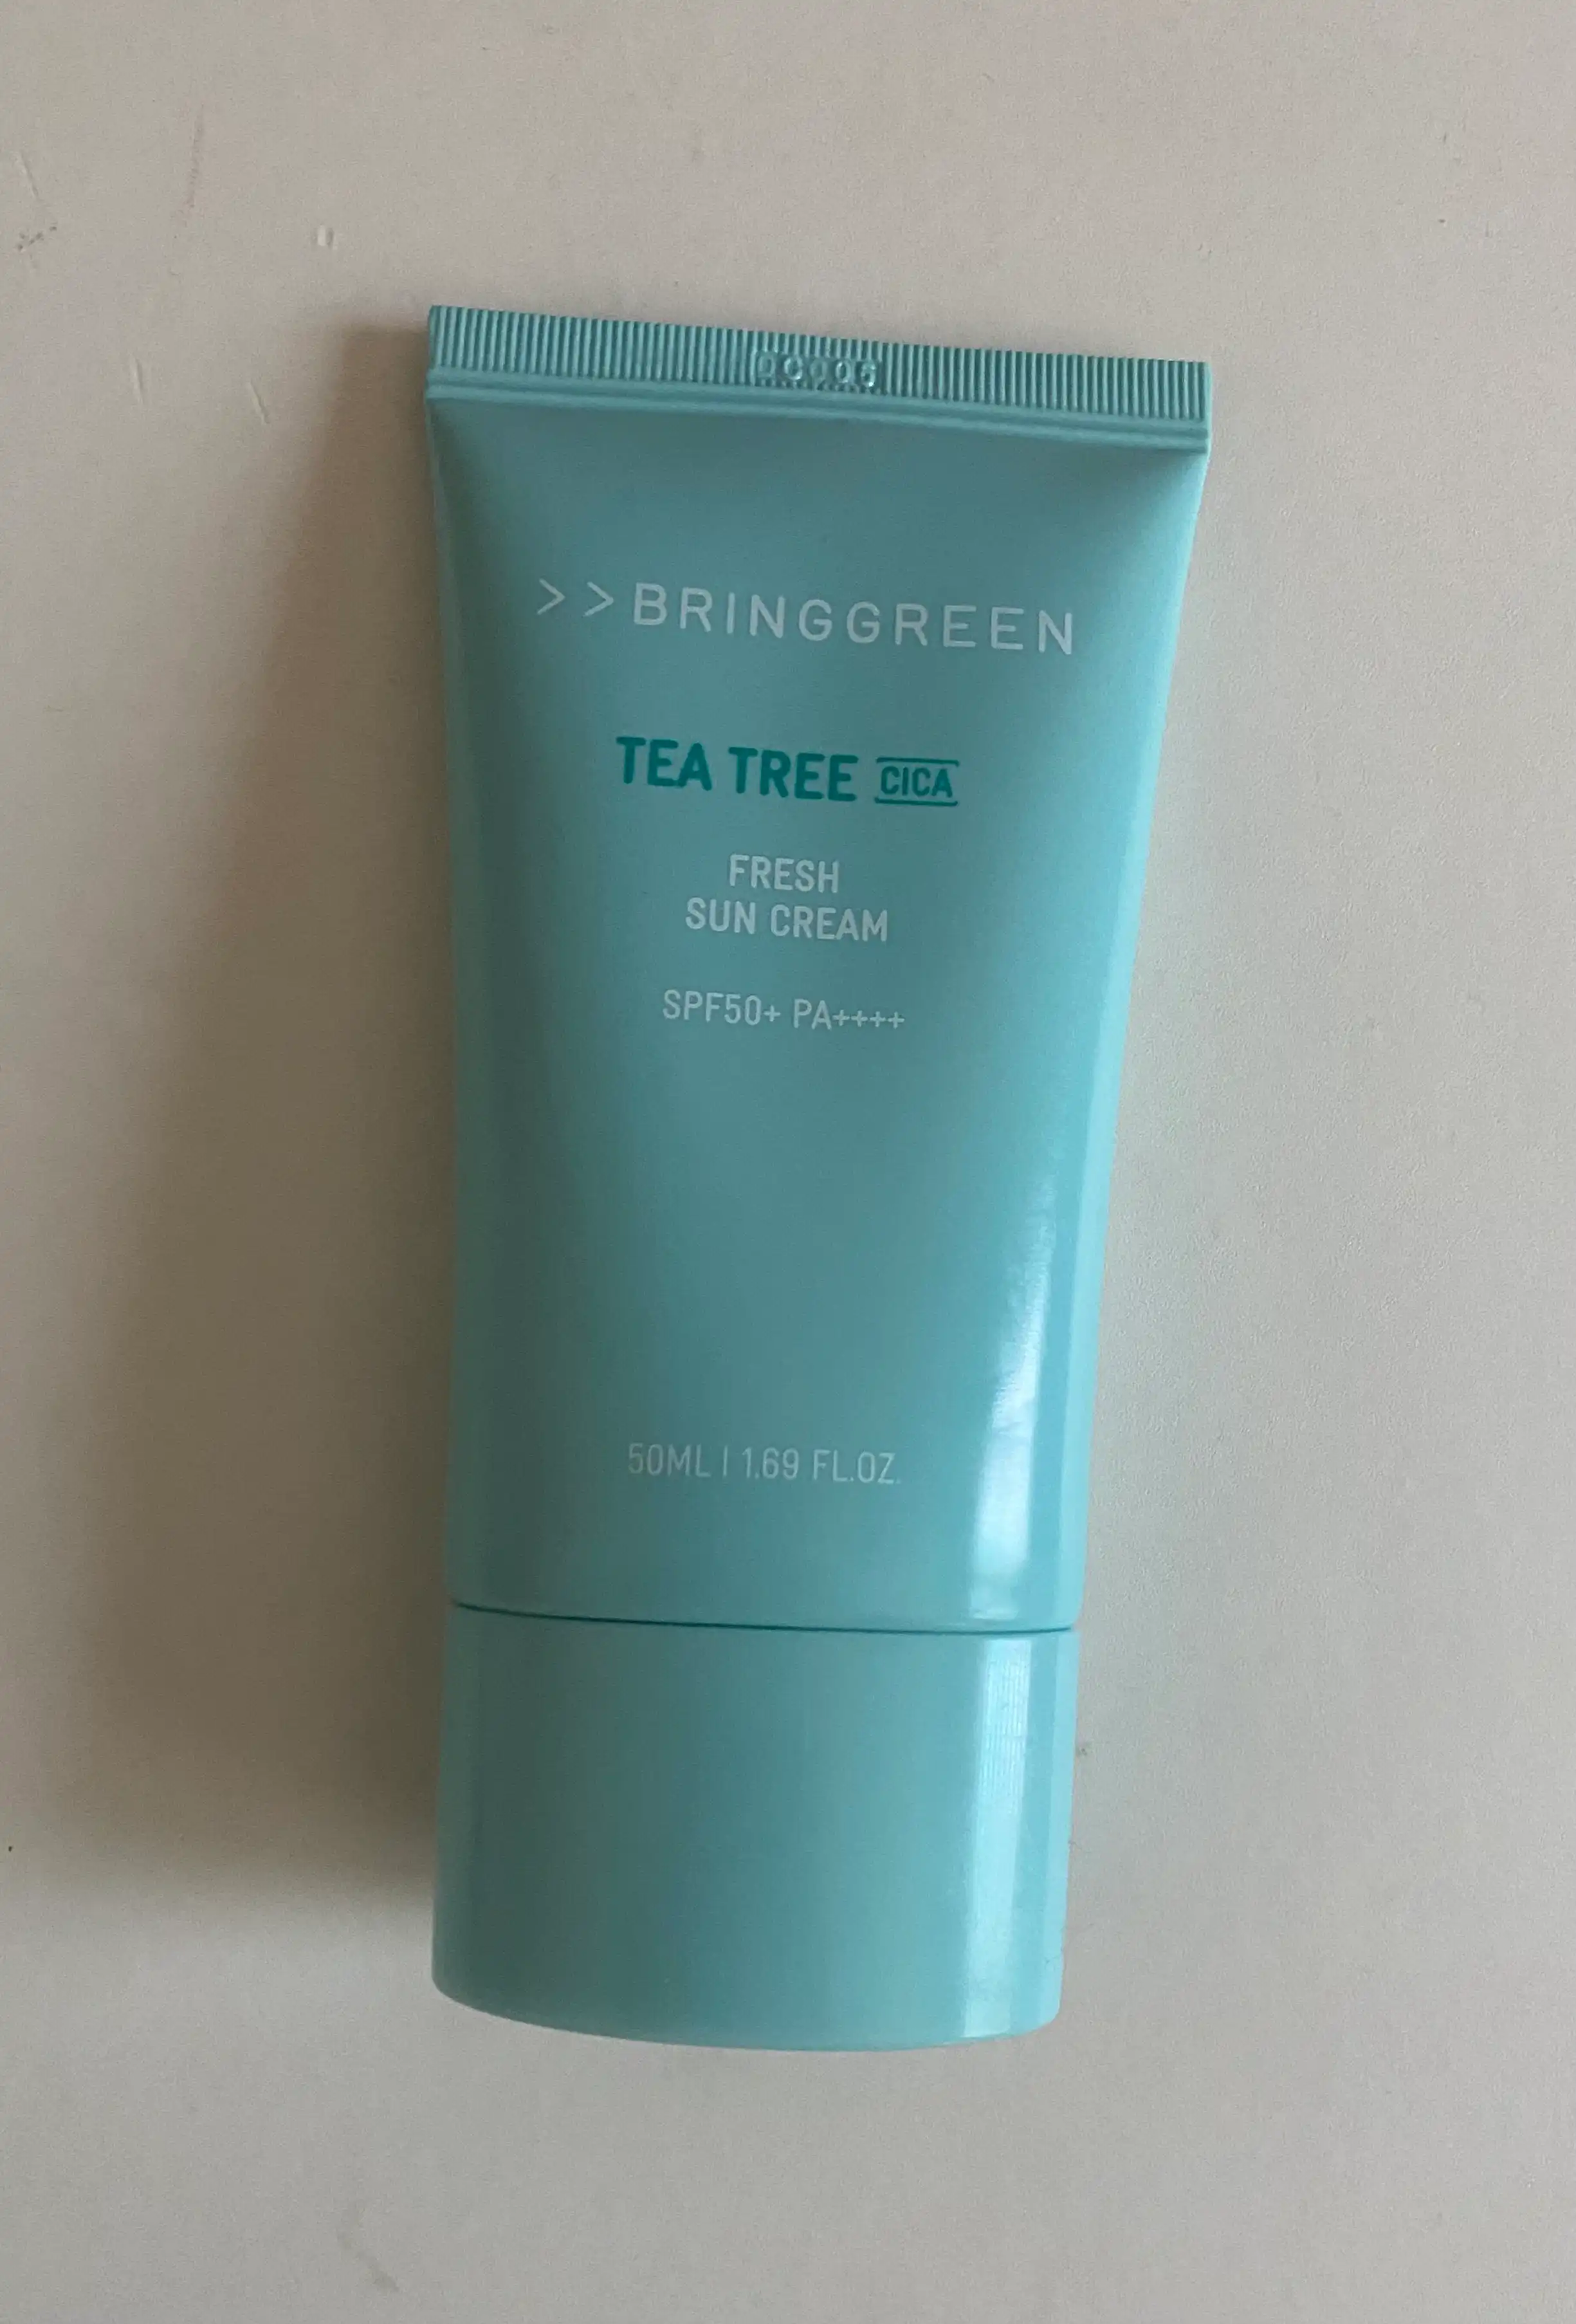 >>BRINGGREEN
TEA TREE CICA
FRESH
SUN CREAM
SPF50+ PA++++
50ML | 1.69 FL.OZ.